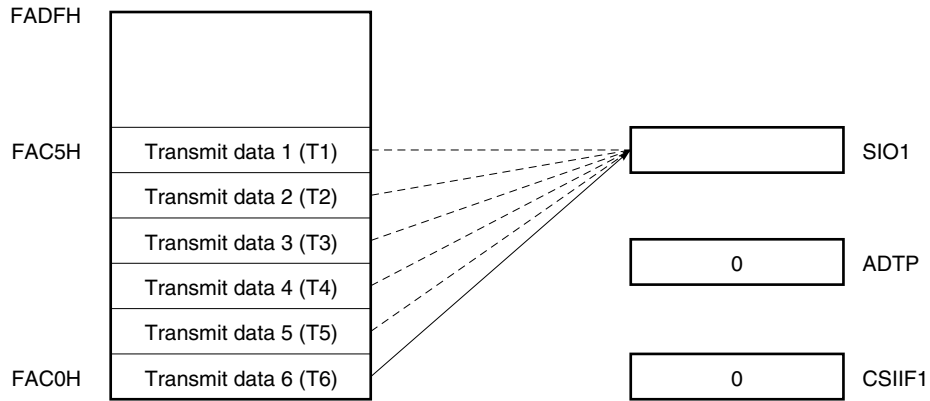 FADFH
FAC5H Transmit data 1 (T1) SIO1
Transmit data 2 (T2)
Transmit data 3 (T3) 0 ADTP
Transmit data 4 (T4)
Transmit data 5 (T5)
FAC0H Transmit data 6 (T6) 0 CSIIF1